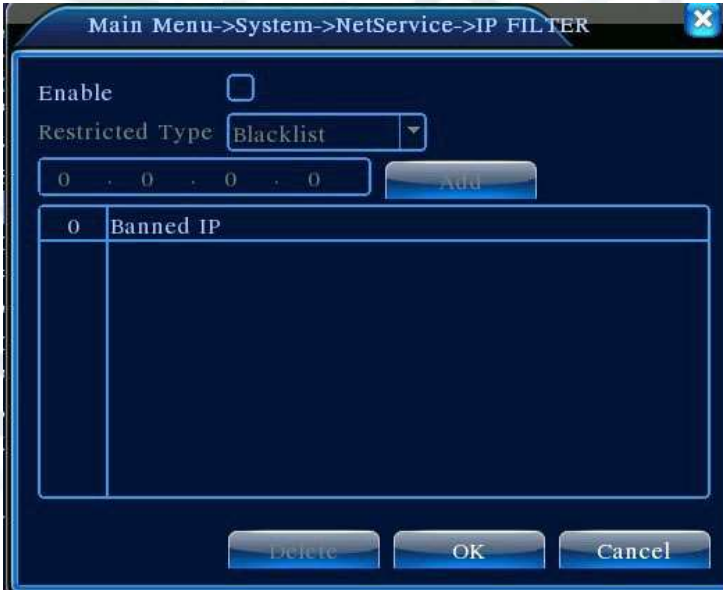 Main Menu->System->NetService->IP FILTER
Enable
Restricted Type Blacklist
0 . 0 . 0 . 0 Add
0 Banned IP
Delete OK Cancel